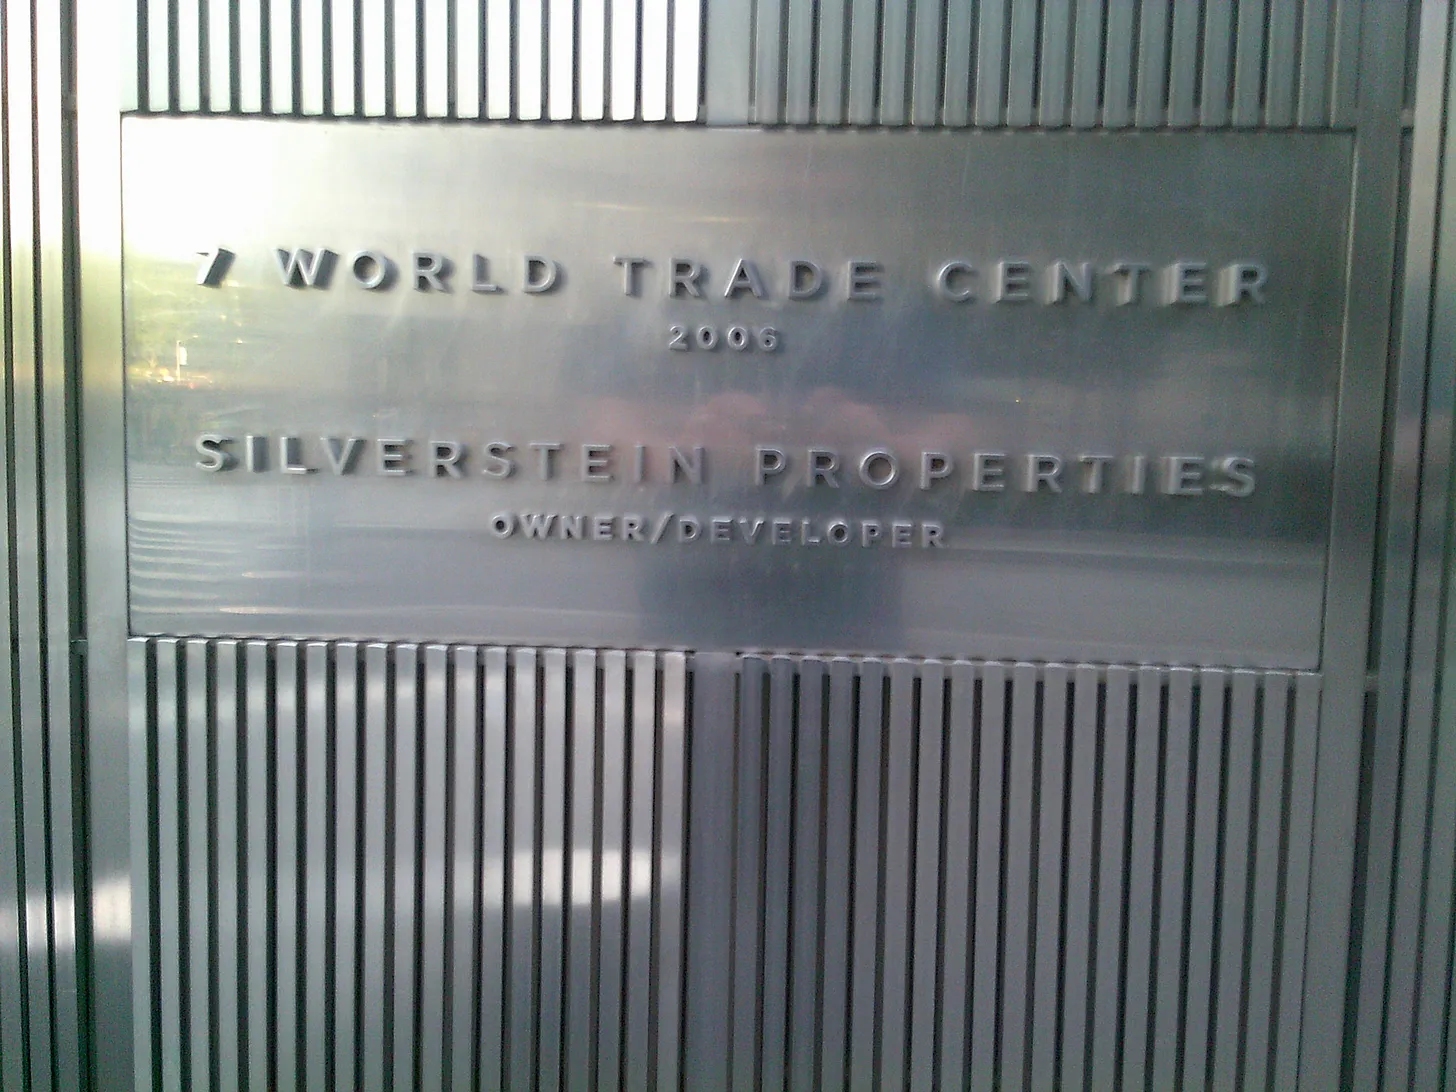 7 WORLD TRADE CENTER
2006
SILVERSTEIN PROPERTIES
OWNER/DEVELOPER